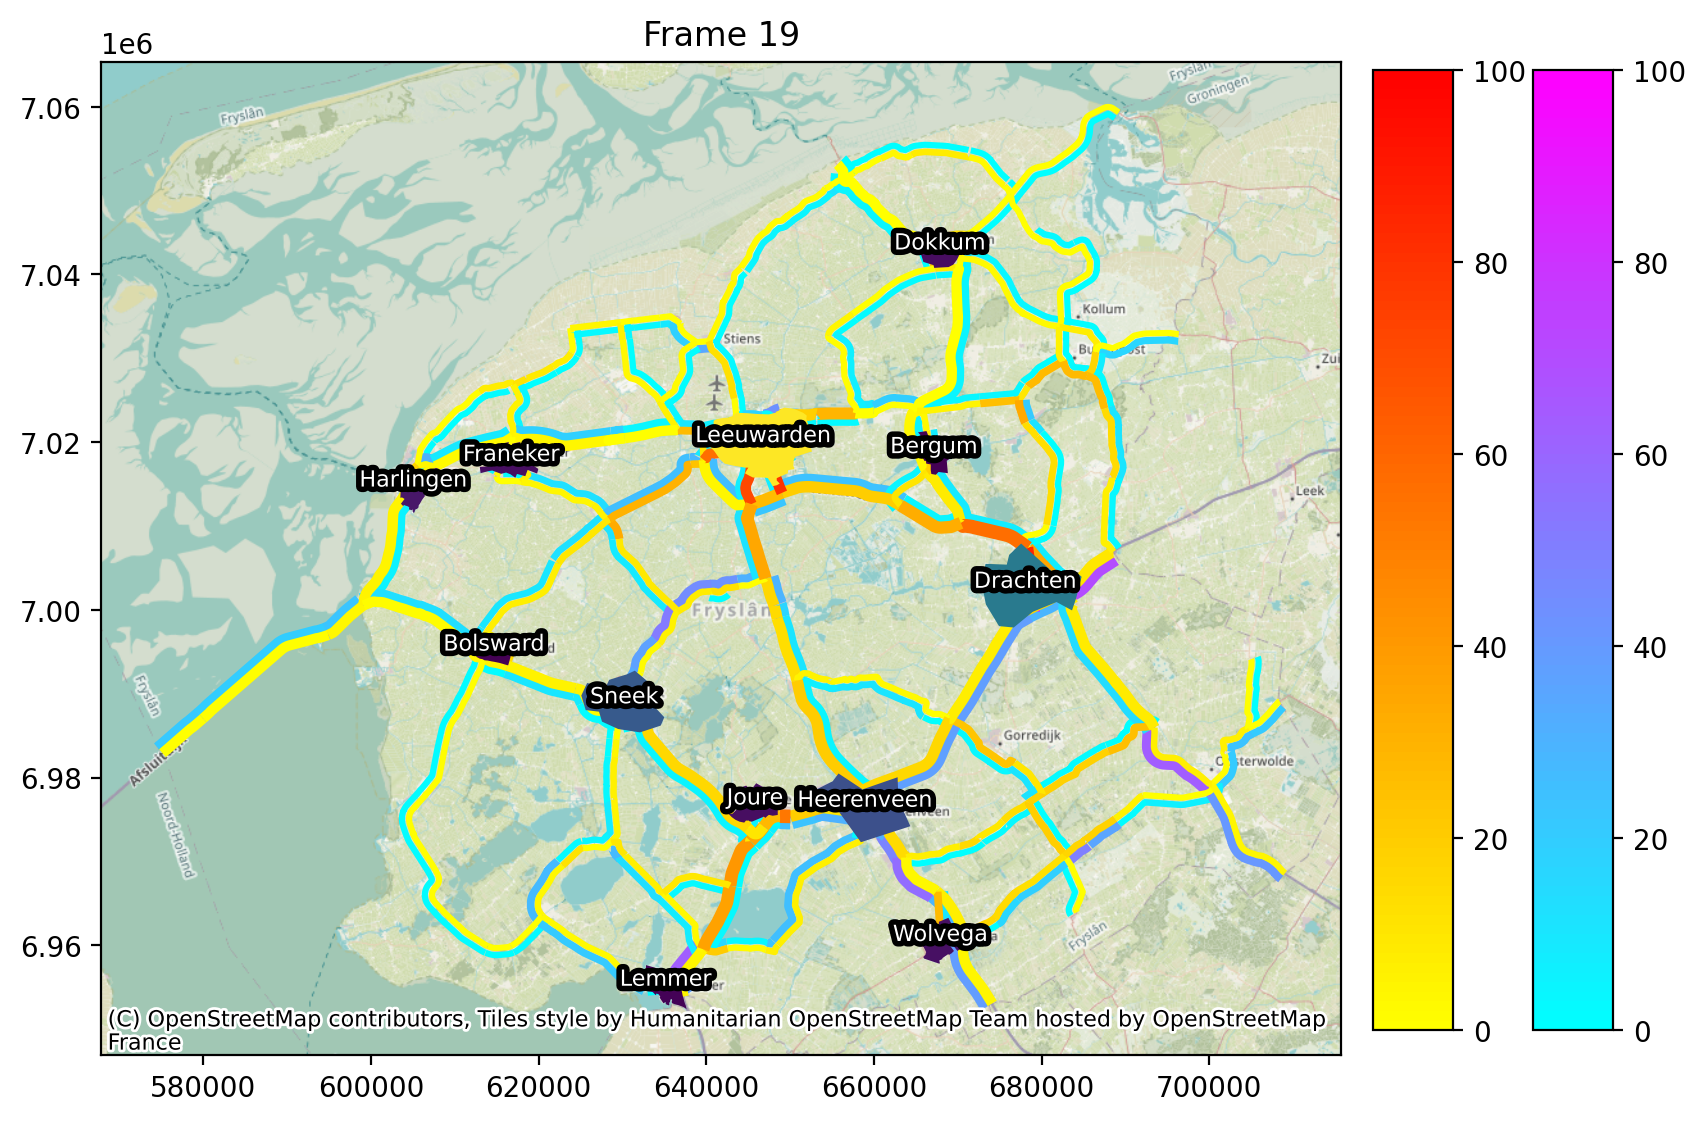 Frame 19
1e6
7.06
7.04
7.02
7.00
6.98
6.96
580000
600000
620000
640000
660000
680000
700000
100
80
60
40
20
0
100
80
60
40
20
0
Fryslân
Groningen
Fryslân
Dokkum
Kollum
Stiens
Leeuwarden
Bergum
Franeker
Harlingen
Leek
Drachten
Fryslân
Bolsward
Sneek
Fryslân
Gorredijk
Joure
Heerenveen
Noord-Holland
Wolvega
Fryslân
Lemmer
(C) OpenStreetMap contributors, Tiles style by Humanitarian OpenStreetMap Team hosted by OpenStreetMap
France